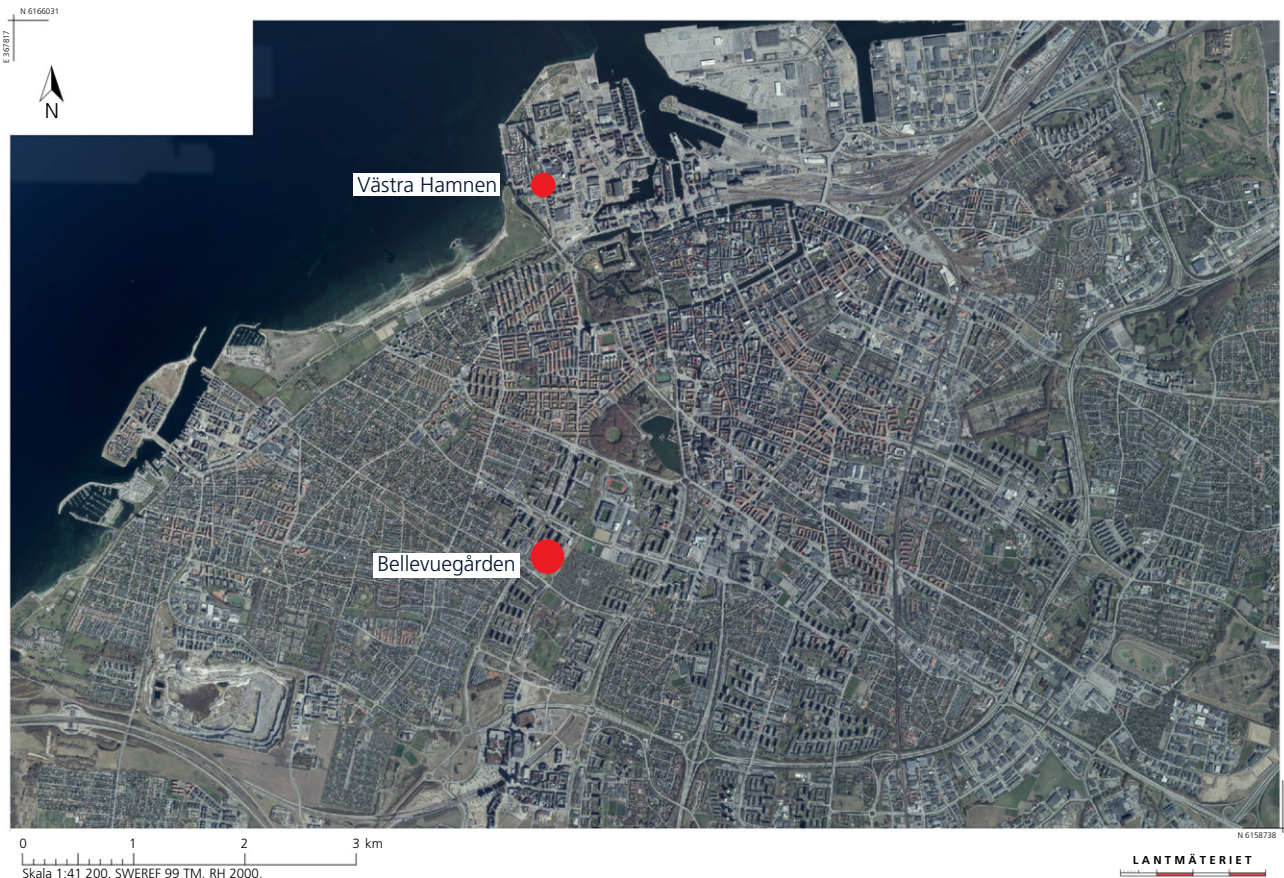 N 6166031
E 367817
N
Västra Hamnen
Bellevuegården
0 1 2 3 km
Skala 1:41 200, SWEREF 99 TM, RH 2000.
N 6158738
LANTMÄTERIET